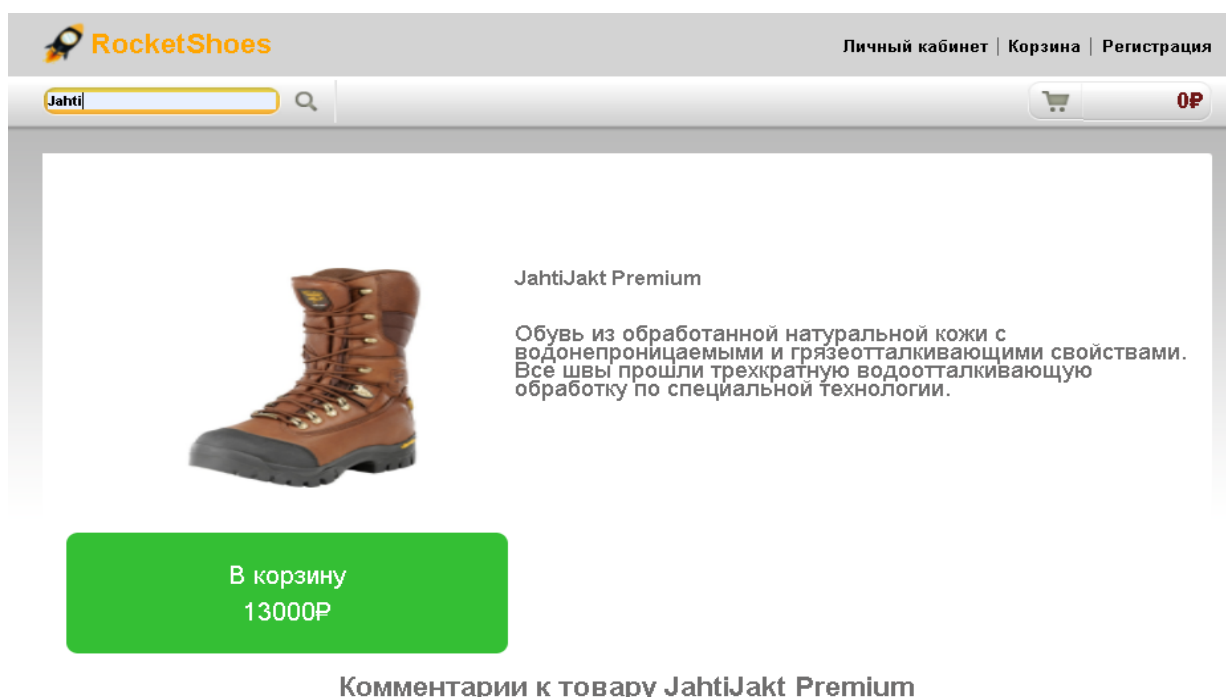 RocketShoes
Личный кабинет | Корзина | Регистрация
Jahti
0₽
JahtiJakt Premium
Обувь из обработанной натуральной кожи с
водонепроницаемыми и грязеотталкивающими свойствами.
Все швы прошли трехкратную водоотталкивающую
обработку по специальной технологии.
В корзину
13000₽
Комментарии к товару JahtiJakt Premium